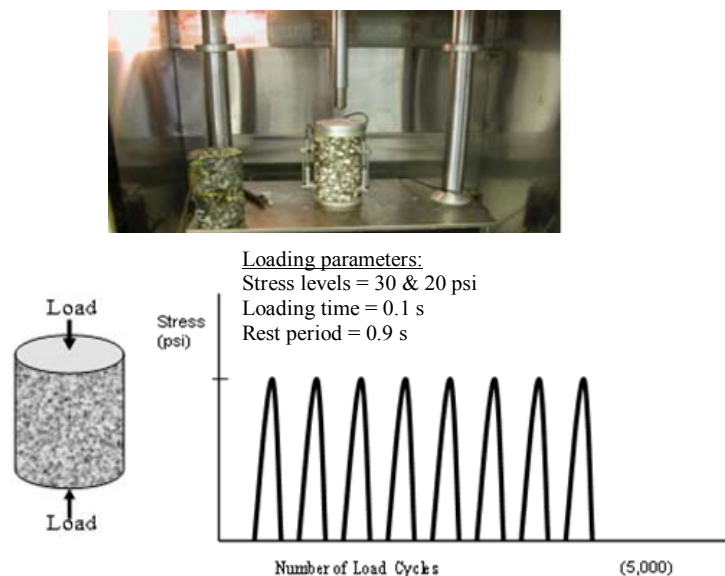 Loading parameters:
Stress levels = 30 & 20 psi
Loading time = 0.1 s
Rest period = 0.9 s
Load
Stress
(psi)
Load
Number of Load Cycles
(5,000)